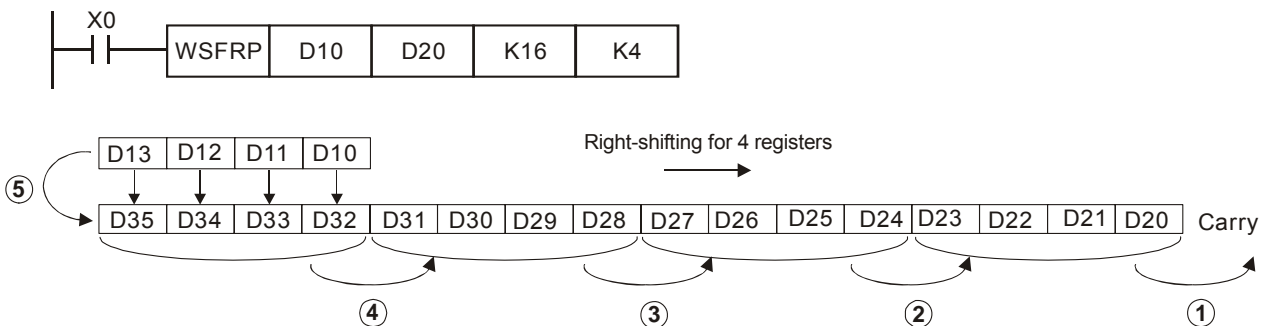 X0
WSFRP D10 D20 K16 K4
Right-shifting for 4 registers
D13 D12 D11 D10
5
D35 D34 D33 D32 D31 D30 D29 D28 D27 D26 D25 D24 D23 D22 D21 D20 Carry
4 3 2 1